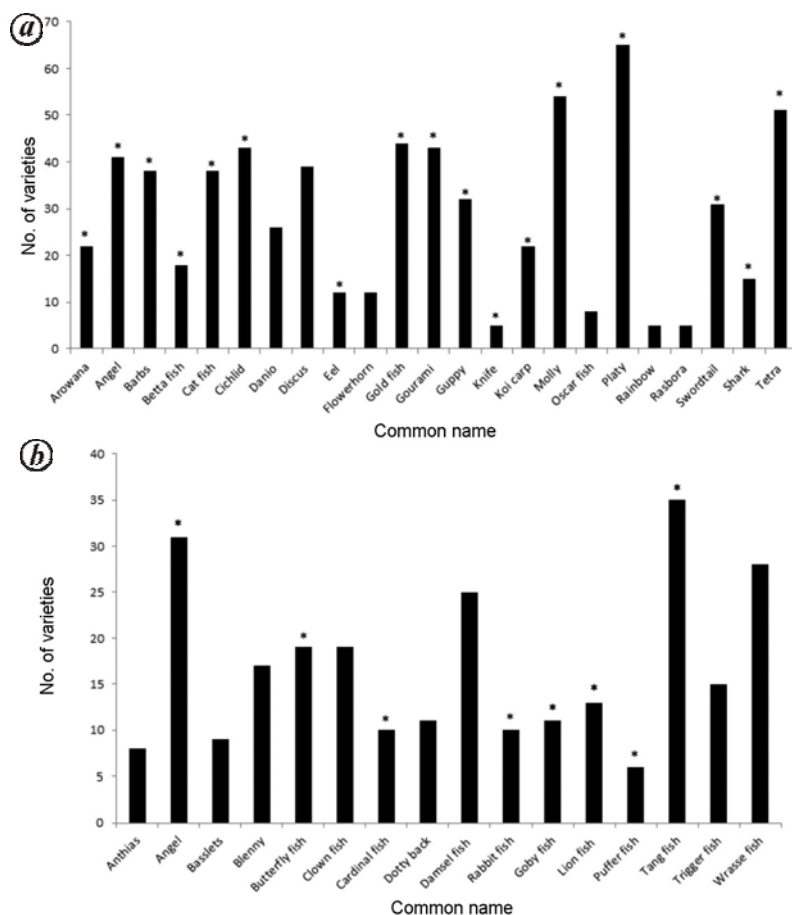 a
70
60
50
40
30
20
10
0
No. of varieties
* * * * * * * * * * * * * * * * *
Arowana
Angel
Barbs
Betta fish
Cat fish
Cichlid
Danio
Discus
Eel
Flowerhorn
Gold fish
Gourami
Guppy
Knife
Koi carp
Molly
Oscar fish
Platy
Rainbow
Rasbora
Swordtail
Shark
Tetra
Common name
b
40
35
30
25
20
15
10
5
0
No. of varieties
* * * * * * * *
Anthias
Angel
Basslets
Blenny
Butterfly fish
Clown fish
Cardinal fish
Dotty back
Damsel fish
Rabbit fish
Goby fish
Lion fish
Puffer fish
Tang fish
Trigger fish
Wrasse fish
Common name